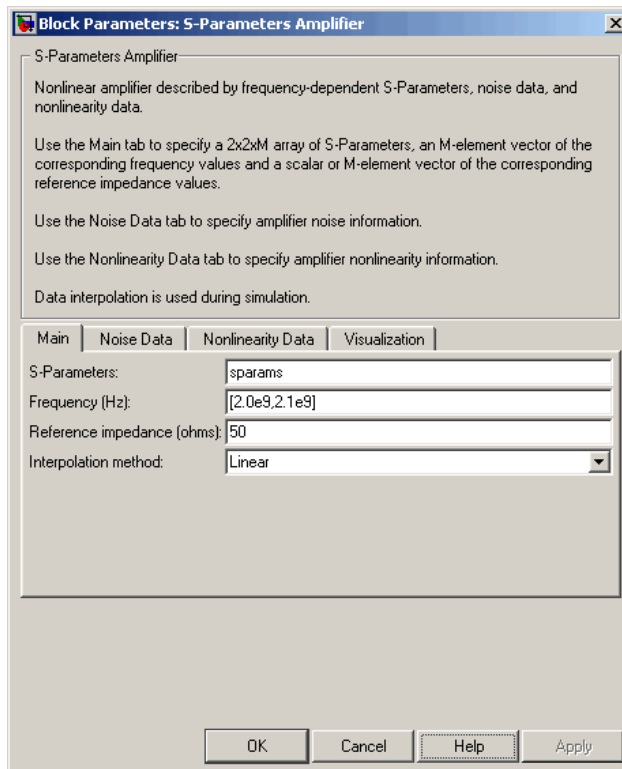 Block Parameters: S-Parameters Amplifier
S-Parameters Amplifier
Nonlinear amplifier described by frequency-dependent S-Parameters, noise data, and
nonlinearity data.
Use the Main tab to specify a 2x2xM array of S-Parameters, an M-element vector of the
corresponding frequency values and a scalar or M-element vector of the corresponding
reference impedance values.
Use the Noise Data tab to specify amplifier noise information.
Use the Nonlinearity Data tab to specify amplifier nonlinearity information.
Data interpolation is used during simulation.
Main Noise Data Nonlinearity Data Visualization
S-Parameters: sparams
Frequency (Hz): [2.0e9,2.1e9]
Reference impedance (ohms): 50
Interpolation method: Linear
OK Cancel Help Apply